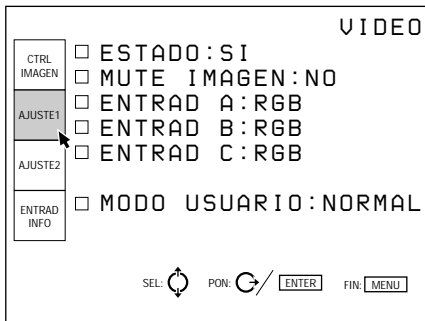 VIDEO
CTRL
IMAGEN
AJUSTE1
AJUSTE2
ENTRAD
INFO
ESTADO:SI
MUTE IMAGEN:NO
ENTRAD A:RGB
ENTRAD B:RGB
ENTRAD C:RGB
MODO USUARIO:NORMAL
SEL: PON: / ENTER FIN: MENU